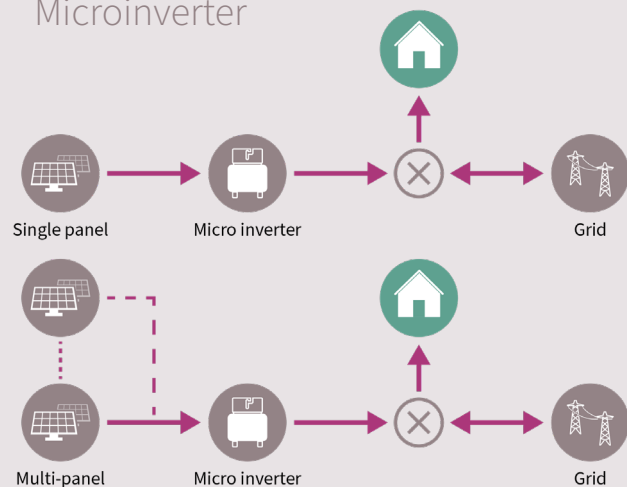 Microinverter
Single panel
Micro inverter
Grid
Multi-panel
Micro inverter
Grid